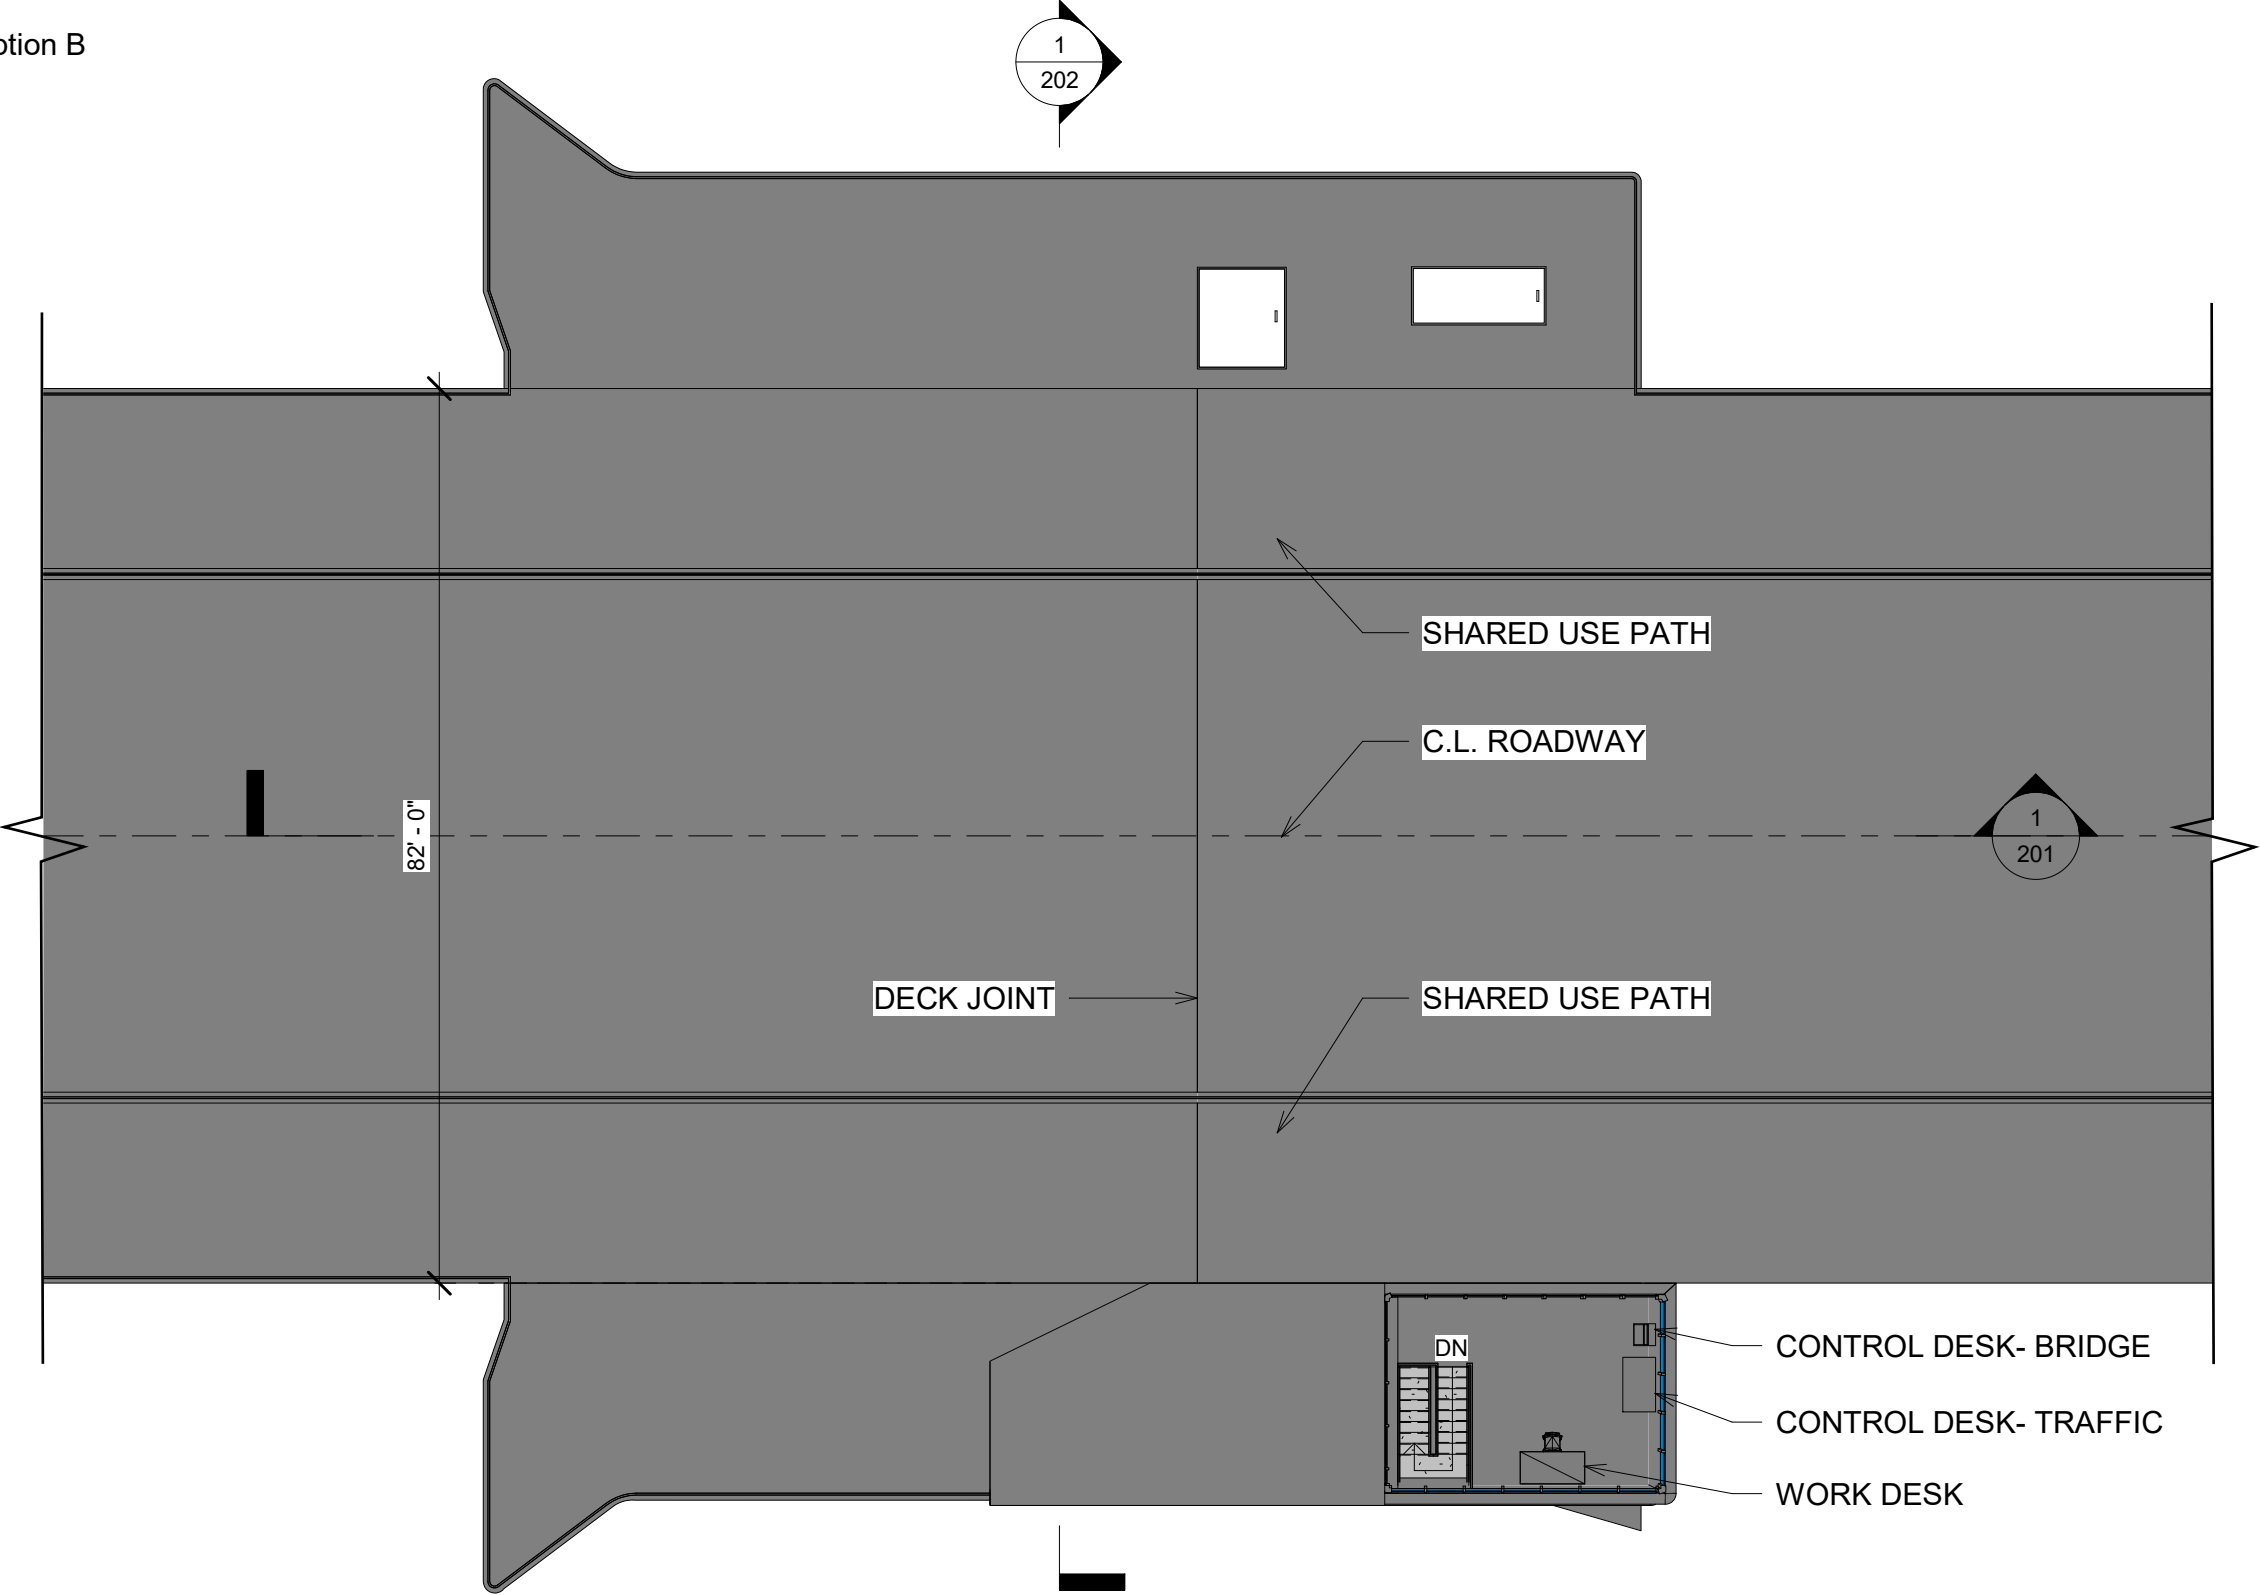 1
202
SHARED USE PATH
C.L. ROADWAY
82' - 0"
1
201
DECK JOINT
SHARED USE PATH
DN
CONTROL DESK- BRIDGE
CONTROL DESK- TRAFFIC
WORK DESK
B